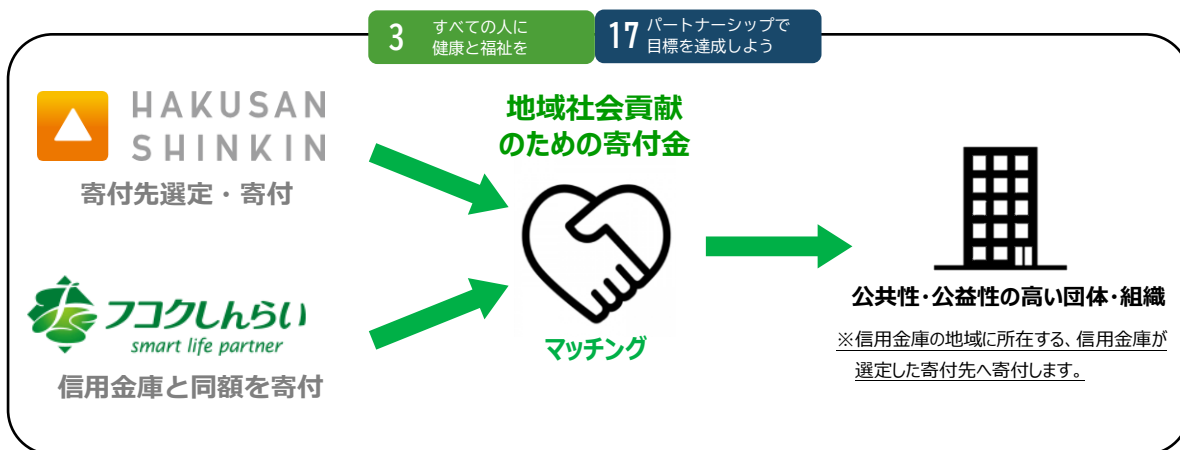 3 すべての人に
健康と福祉を
17 パートナーシップで
目標を達成しよう
HAKUSAN
SHINKIN
寄付先選定・寄付
フコクしんらい
smart life partner
信用金庫と同額を寄付
地域社会貢献
のための寄付金
マッチング
公共性・公益性の高い団体・組織
※信用金庫の地域に所在する、信用金庫が
選定した寄付先へ寄付します。